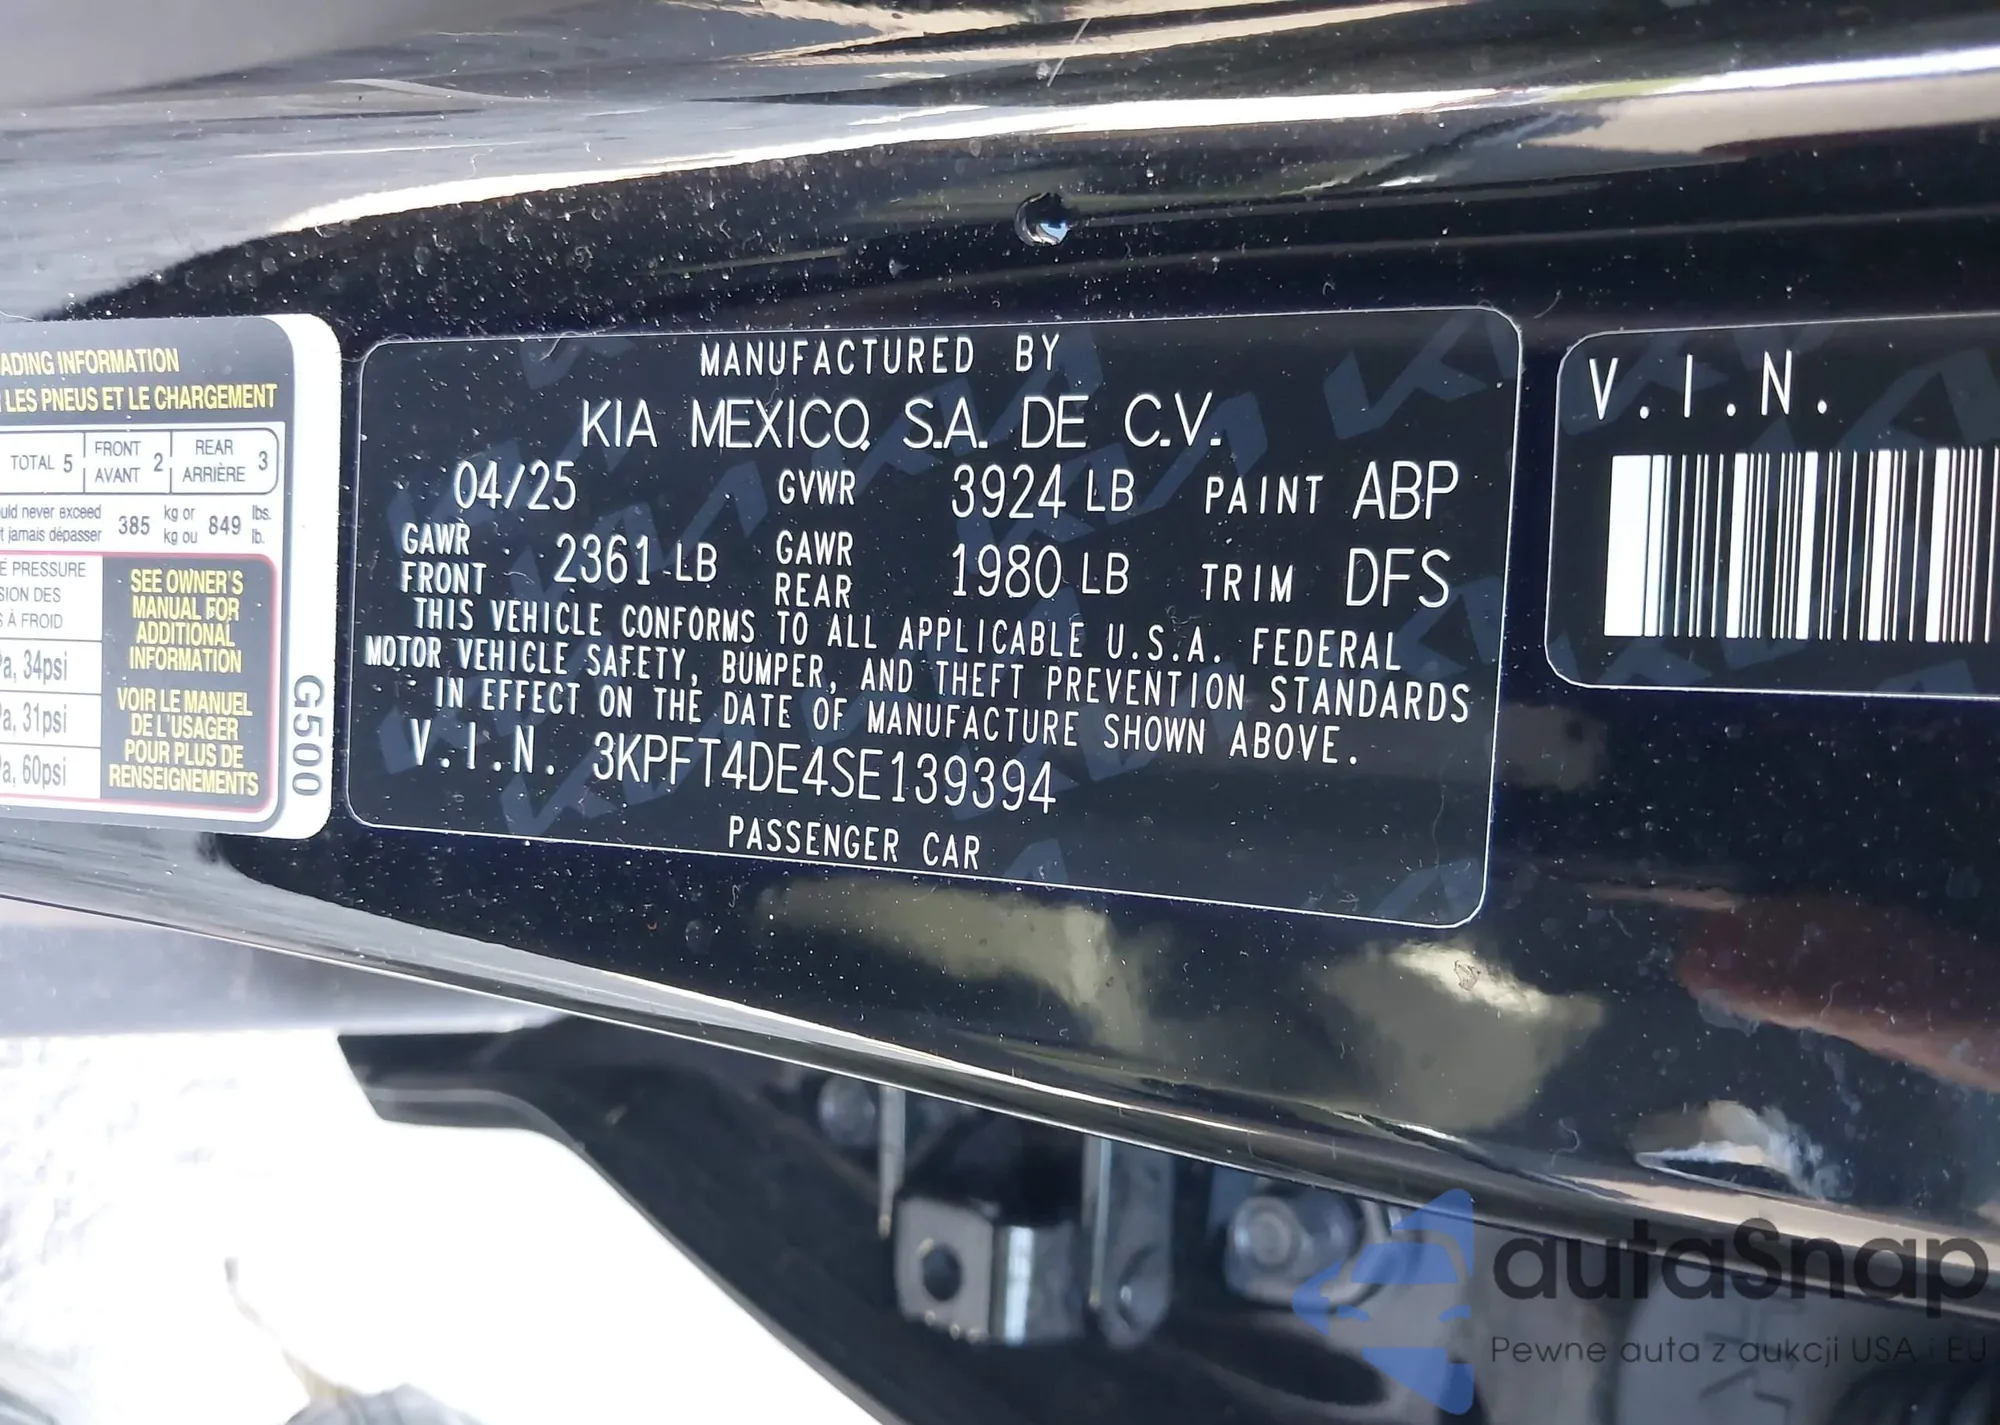 ADING INFORMATION
LES PNEUS ET LE CHARGEMENT
TOTAL 5 FRONT AVANT 2 REAR ARRIÈRE 3
uld never exceed 385 kg or 849 lbs.
t jamais dépasser kg ou lb.
PRESSURE
SION DES
À FROID
a, 34psi
a, 31psi
a, 60psi
SEE OWNER'S
MANUAL FOR
ADDITIONAL
INFORMATION
VOIR LE MANUEL
DE L'USAGER
POUR PLUS DE
RENSEIGNEMENTS
G500
MANUFACTURED BY
KIA MEXICO, S.A. DE C.V.
04/25 GVWR 3924 LB PAINT ABP
GAWR FRONT 2361 LB GAWR REAR 1980 LB TRIM DFS
THIS VEHICLE CONFORMS TO ALL APPLICABLE U.S.A. FEDERAL
MOTOR VEHICLE SAFETY, BUMPER, AND THEFT PREVENTION STANDARDS
IN EFFECT ON THE DATE OF MANUFACTURE SHOWN ABOVE.
V.I.N. 3KPFT4DE4SE139394
PASSENGER CAR
V.I.N.
autaSnap
Pewne auta z aukcji USA i EU